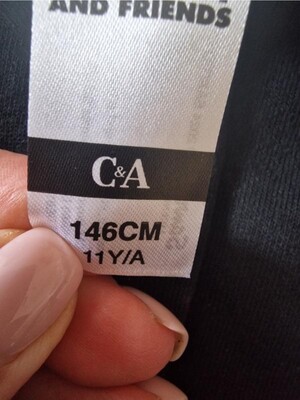 AND FRIENDS
C&A
146CM
11Y/A